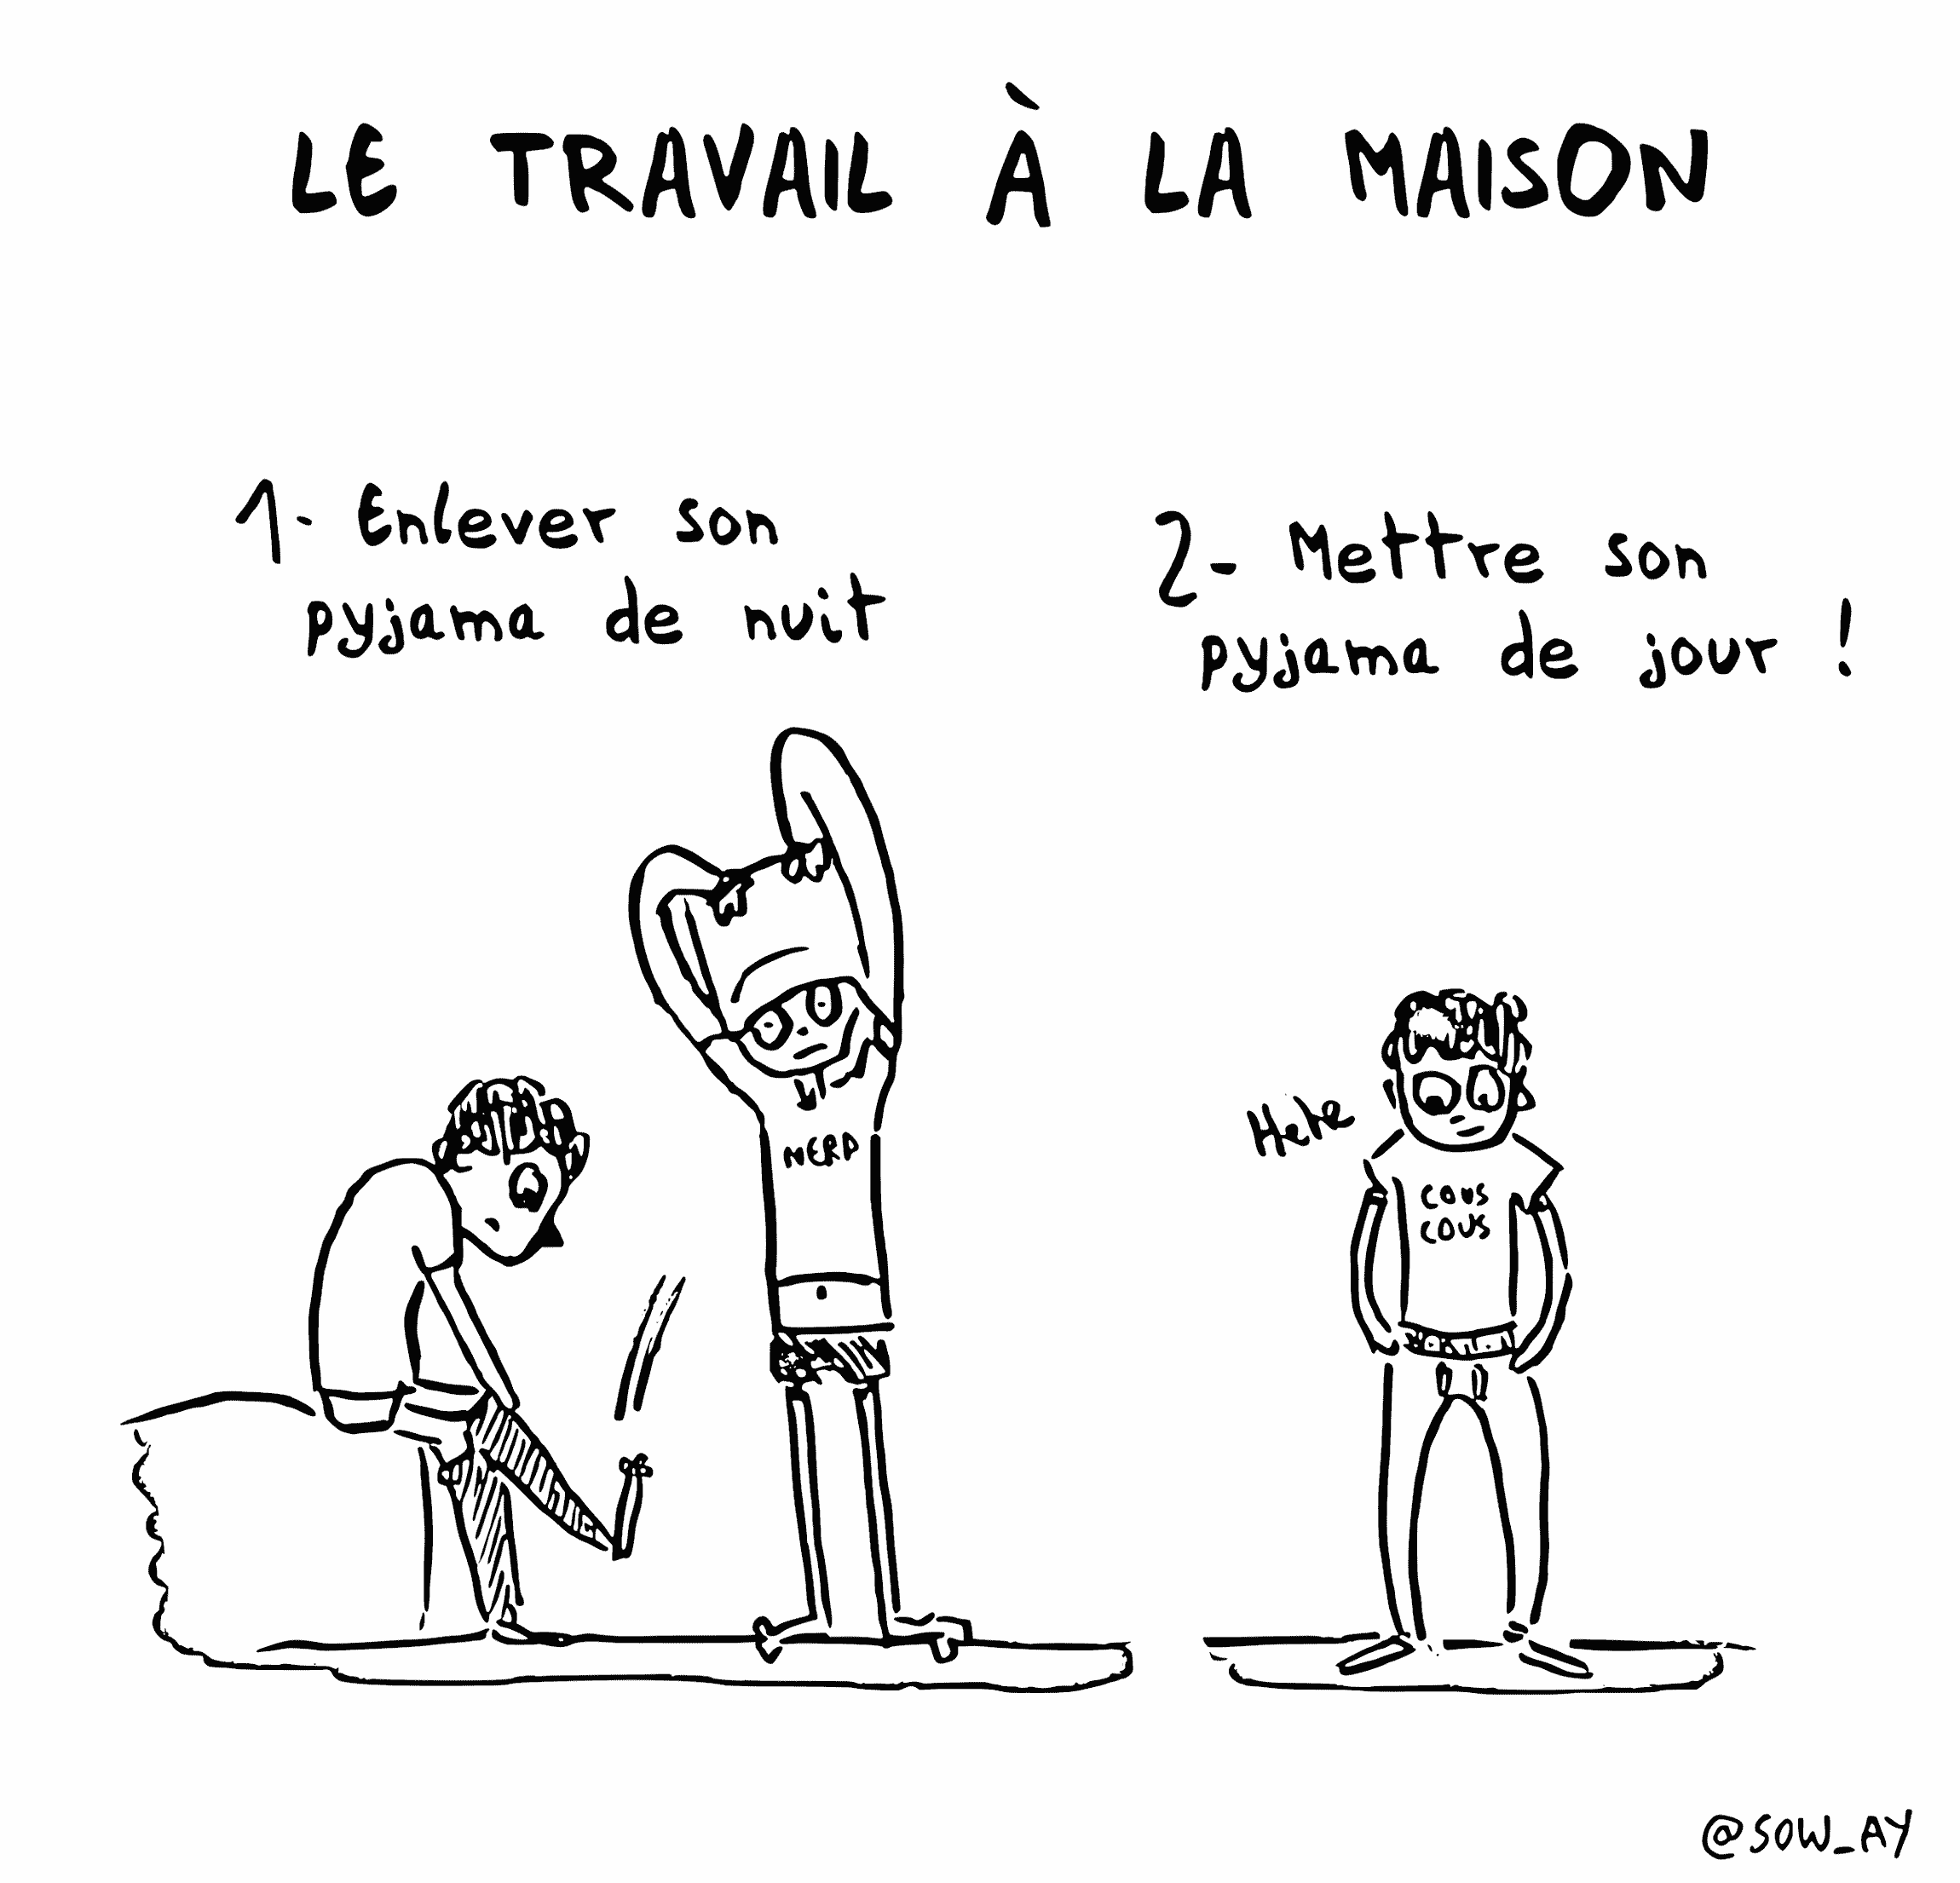 LE TRAVAIL À LA MAISON
1- Enlever son
pyjama de nuit
2- Mettre son
pyjama de jour !
NERD
HeHe
COUS
COUS
@SOW_AY